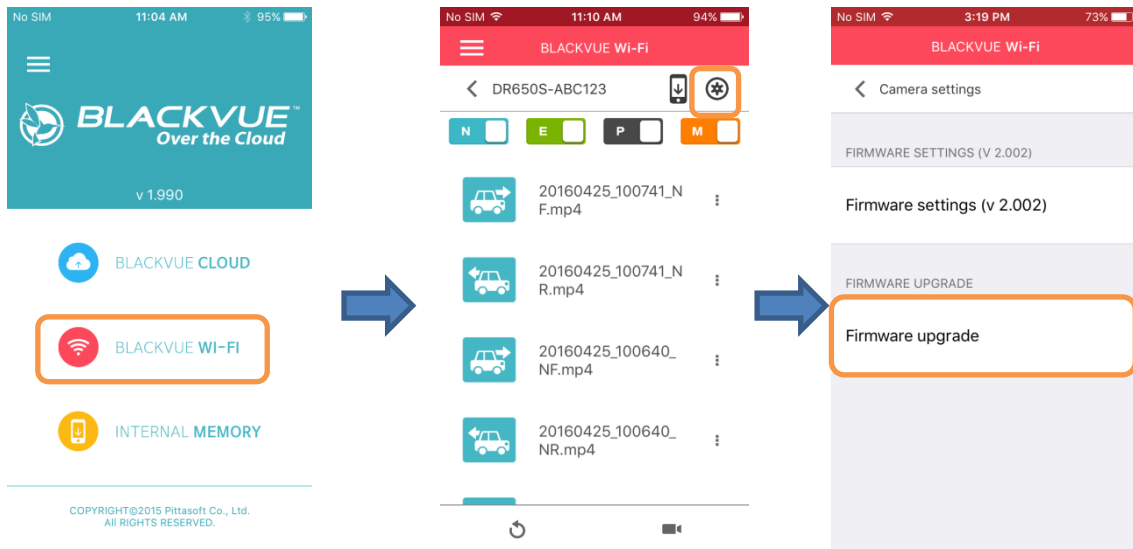 No SIM 11:04 AM 95%
BLACKVUE™
Over the Cloud
v 1.990
BLACKVUE CLOUD
BLACKVUE WI-FI
INTERNAL MEMORY
COPYRIGHT©2015 Pittasoft Co., Ltd.
All RIGHTS RESERVED.
No SIM 11:10 AM 94%
BLACKVUE Wi-Fi
DR650S-ABC123
N E P M
20160425_100741_N
F.mp4
20160425_100741_N
R.mp4
20160425_100640_
NF.mp4
20160425_100640_
NR.mp4
No SIM 3:19 PM 73%
BLACKVUE Wi-Fi
Camera settings
FIRMWARE SETTINGS (V 2.002)
Firmware settings (v 2.002)
FIRMWARE UPGRADE
Firmware upgrade